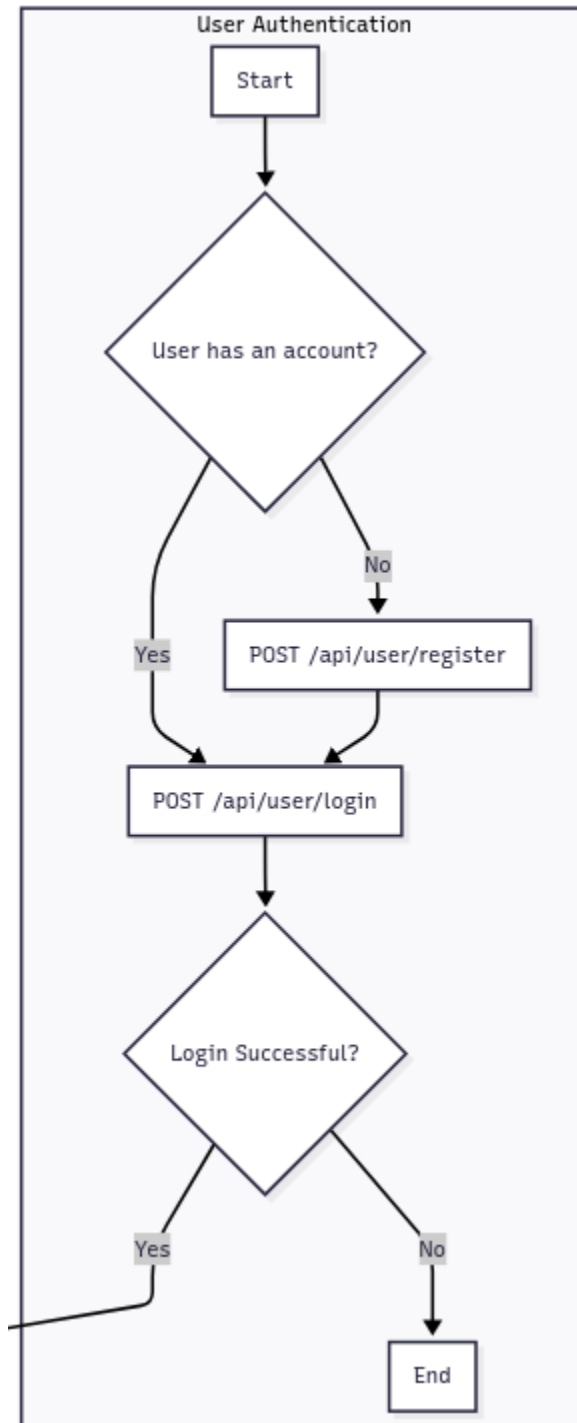 User Authentication
Start
User has an account?
No
Yes
POST /api/user/register
POST /api/user/login
Login Successful?
Yes
No
End